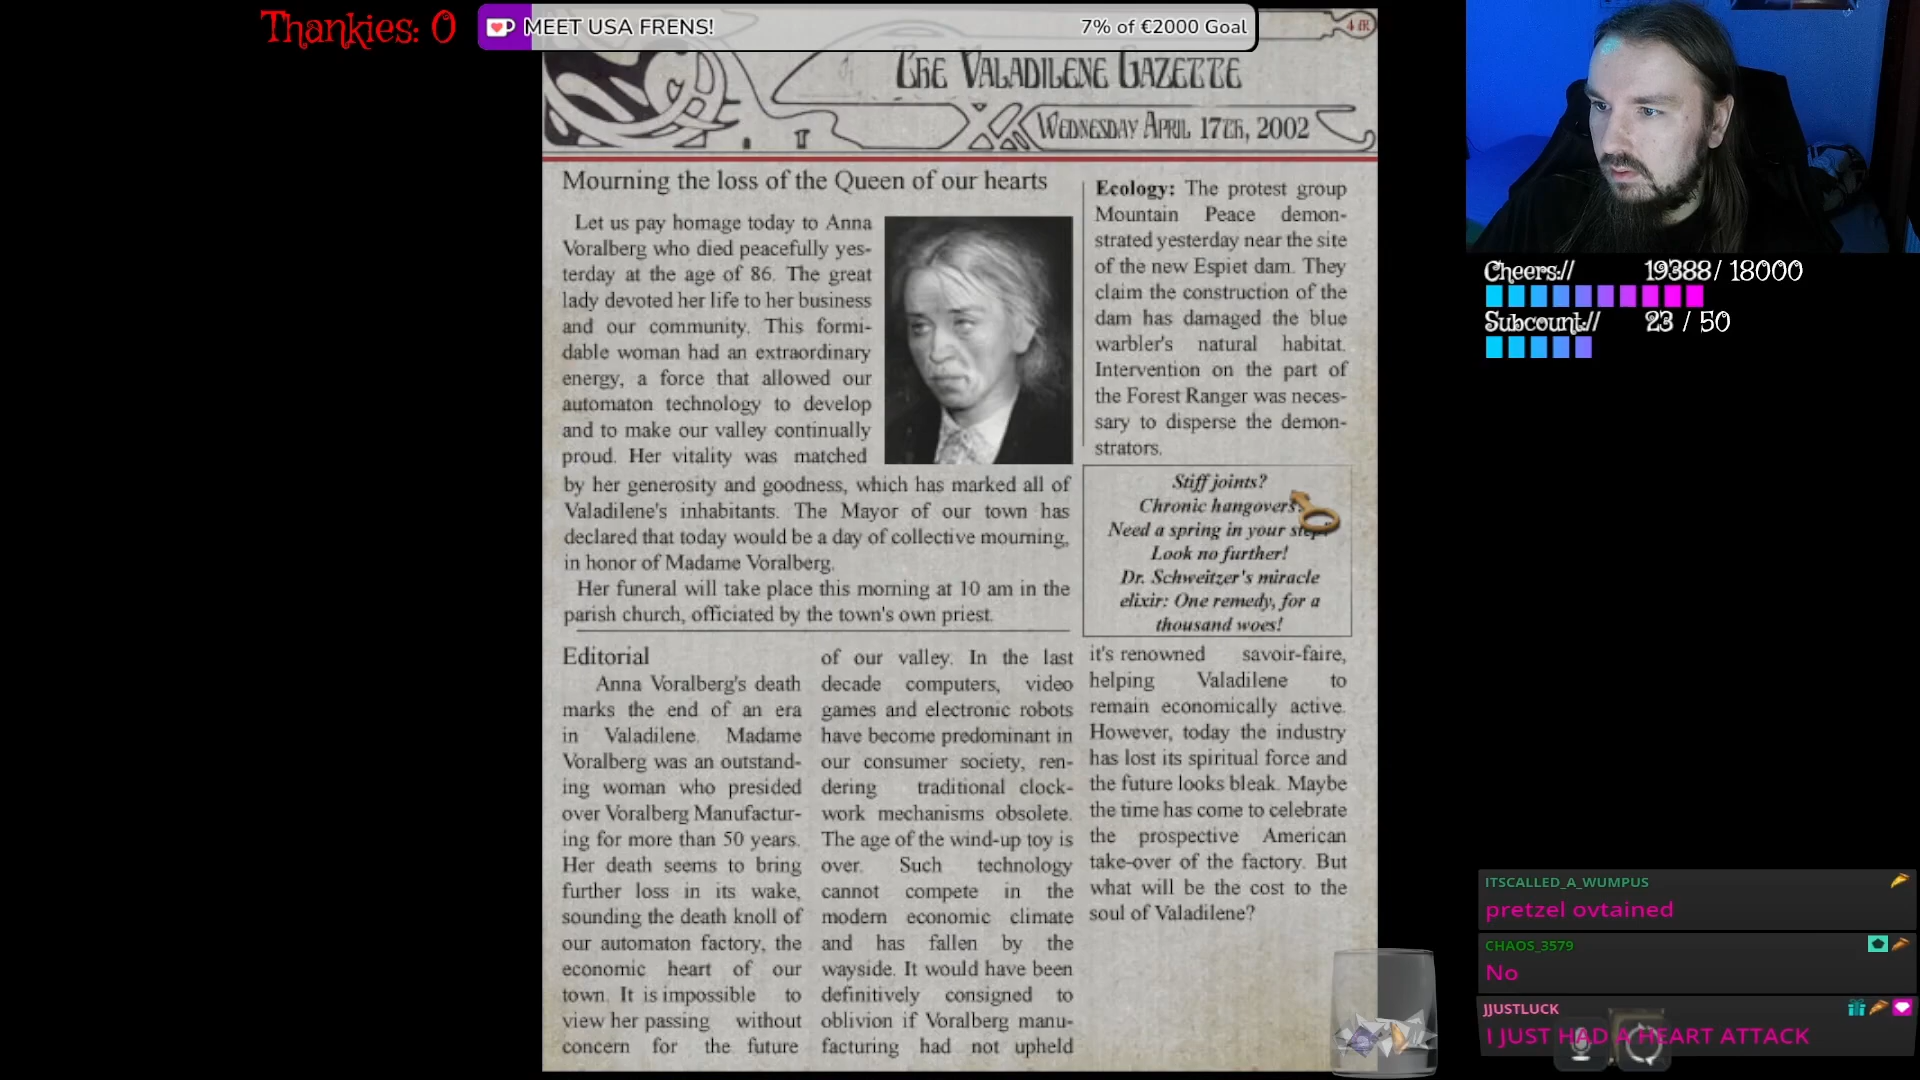 Thankies: 0
MEET USA FRENS!
7% of €2000 Goal
THE VALADILENE GAZETTE
WEDNESDAY APRIL 17TH, 2002
Mourning the loss of the Queen of our hearts
Let us pay homage today to Anna
Voralberg who died peacefully yes-
terday at the age of 86. The great
lady devoted her life to her business
and our community. This formi-
dable woman had an extraordinary
energy, a force that allowed our
automaton technology to develop
and to make our valley continually
proud. Her vitality was matched
by her generosity and goodness, which has marked all of
Valadilene's inhabitants. The Mayor of our town has
declared that today would be a day of collective mourning,
in honor of Madame Voralberg.
Her funeral will take place this morning at 10 am in the
parish church, officiated by the town's own priest.
Ecology: The protest group
Mountain Peace demon-
strated yesterday near the site
of the new Espiet dam. They
claim the construction of the
dam has damaged the blue
warbler's natural habitat.
Intervention on the part of
the Forest Ranger was neces-
sary to disperse the demon-
strators.
Stiff joints?
Chronic hangovers
Need a spring in your
Look no further!
Dr. Schweitzer's miracle
elixir: One remedy, for a
thousand woes!
Editorial
Anna Voralberg's death
marks the end of an era
in Valadilene. Madame
Voralberg was an outstand-
ing woman who presided
over Voralberg Manufactur-
ing for more than 50 years.
Her death seems to bring
further loss in its wake,
sounding the death knoll of
our automaton factory, the
economic heart of our
town. It is impossible to
view her passing without
concern for the future
of our valley. In the last
decade computers, video
games and electronic robots
have become predominant in
our consumer society, ren-
dering traditional clock-
work mechanisms obsolete.
The age of the wind-up toy is
over. Such technology
cannot compete in the
modern economic climate
and has fallen by the
wayside. It would have been
definitively consigned to
oblivion if Voralberg manu-
facturing had not upheld
it's renowned savoir-faire,
helping Valadilene to
remain economically active.
However, today the industry
has lost its spiritual force and
the future looks bleak. Maybe
the time has come to celebrate
the prospective American
take-over of the factory. But
what will be the cost to the
soul of Valadilene?
Cheers// 19388/ 18000
Subcount// 23 / 50
ITSCALLED_A_WUMPUS
pretzel ovtained
CHAOS_3579
No
JJUSTLUCK
I JUST HAD A HEART ATTACK